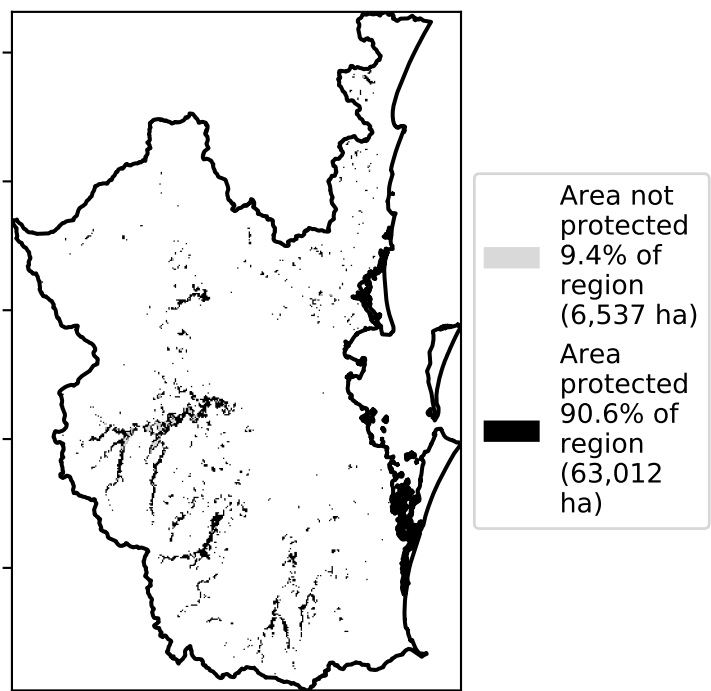 Area not
protected
9.4% of
region
(6,537 ha)
Area
protected
90.6% of
region
(63,012
ha)